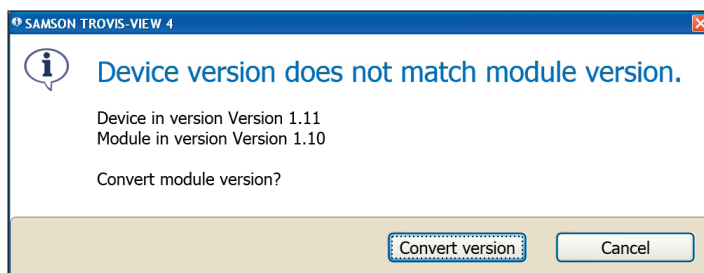 SAMSON TROVIS-VIEW 4
Device version does not match module version.
Device in version Version 1.11
Module in version Version 1.10
Convert module version?
Convert version
Cancel